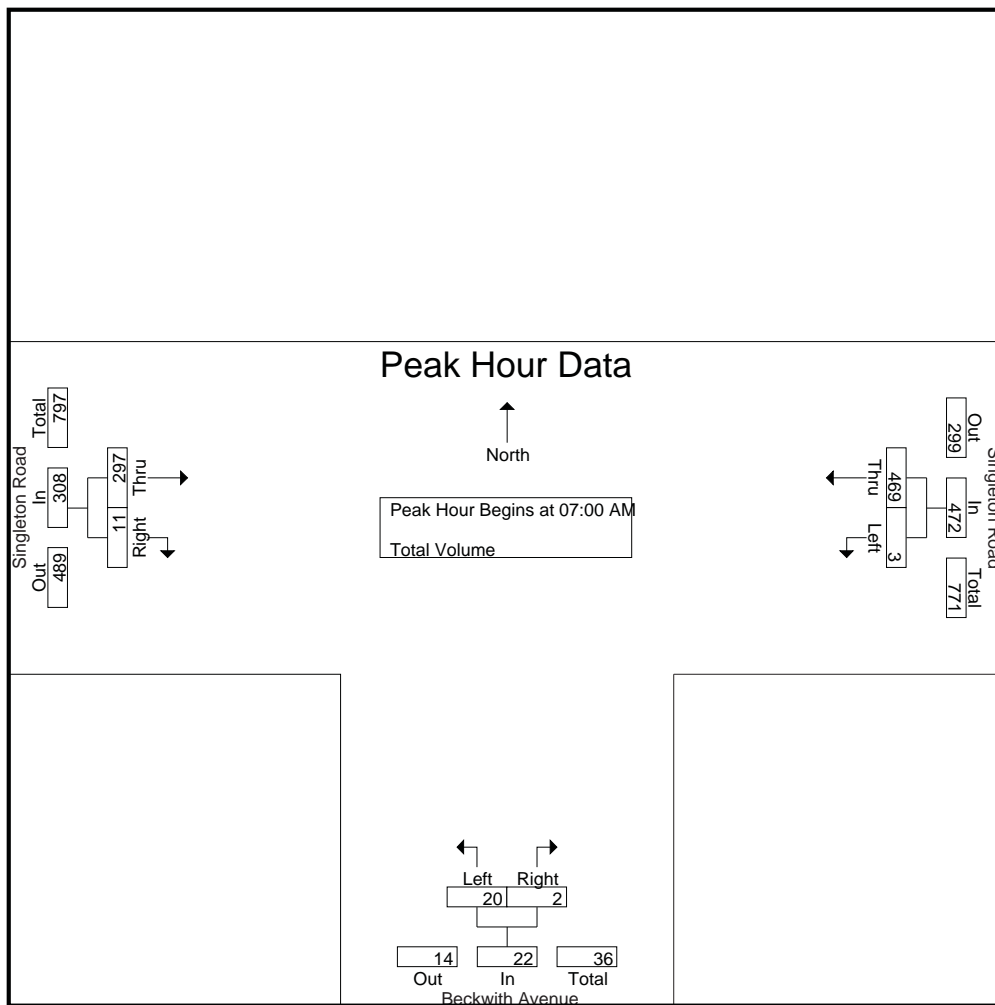 Peak Hour Data
North
Peak Hour Begins at 07:00 AM
Total Volume
Singleton Road
Total
797
In
308
Out
489
297
Thru
11
Right
Singleton Road
Out
299
In
472
Total
771
Thru
469
Left
3
Left Right
20 2
14 22 36
Out In Total
Beckwith Avenue